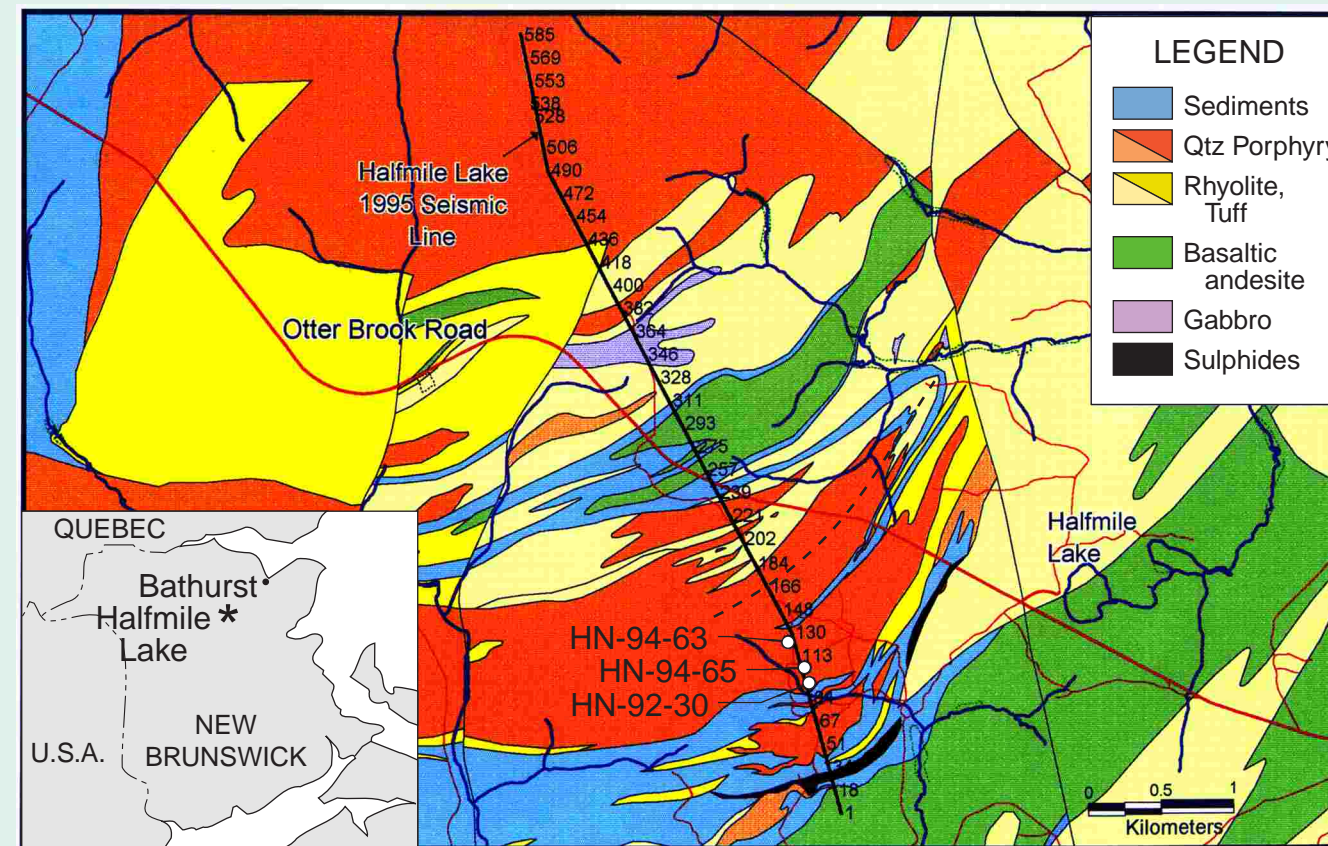 LEGEND
Sediments
Qtz Porphyry
Rhyolite,
Tuff
Basaltic
andesite
Gabbro
Sulphides
585
569
553
538
528
506
490
472
454
436
418
400
382
364
346
328
311
293
275
257
239
221
202
184
166
148
130
113
67
51
18
1
Halfmile Lake
1995 Seismic
Line
Otter Brook Road
Halfmile
Lake
HN-94-63
HN-94-65
HN-92-30
0 0.5 1
Kilometers
QUEBEC
Bathurst
Halfmile *
Lake
NEW
BRUNSWICK
U.S.A.